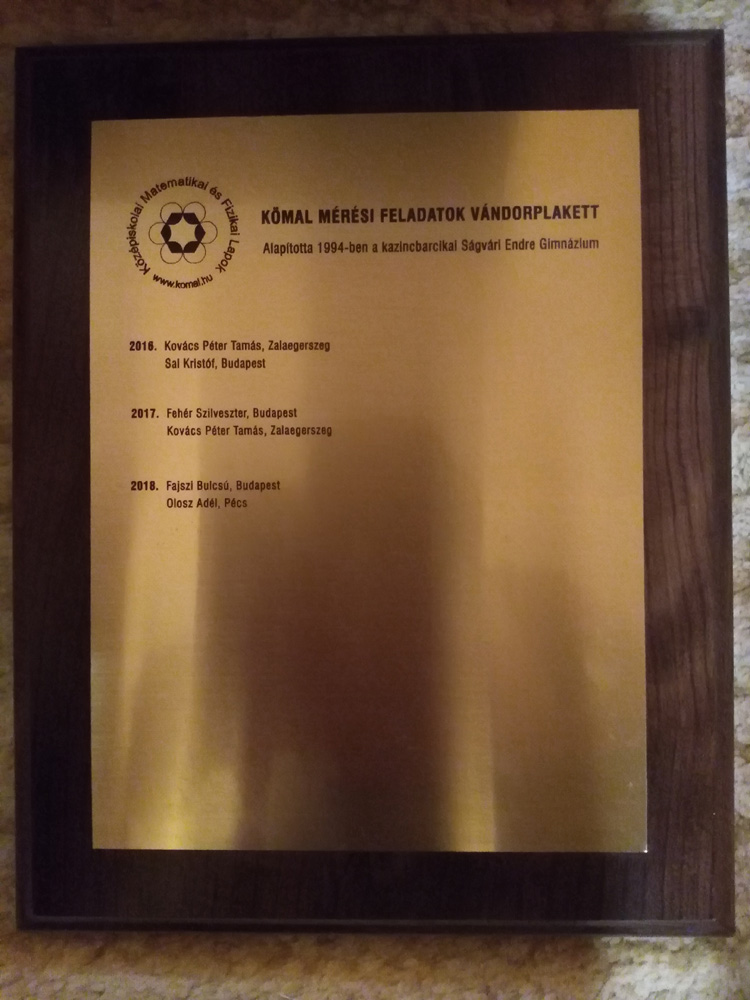 Középiskolai Matematikai és Fizikai Lapok
www.komal.hu
KÖMAL MÉRÉSI FELADATOK VÁNDORPLAKETT
Alapította 1994-ben a kazincbarcikai Ságvári Endre Gimnázium
2016. Kovács Péter Tamás, Zalaegerszeg
Sal Kristóf, Budapest
2017. Fehér Szilveszter, Budapest
Kovács Péter Tamás, Zalaegerszeg
2018. Fajszi Bulcsú, Budapest
Olosz Adél, Pécs